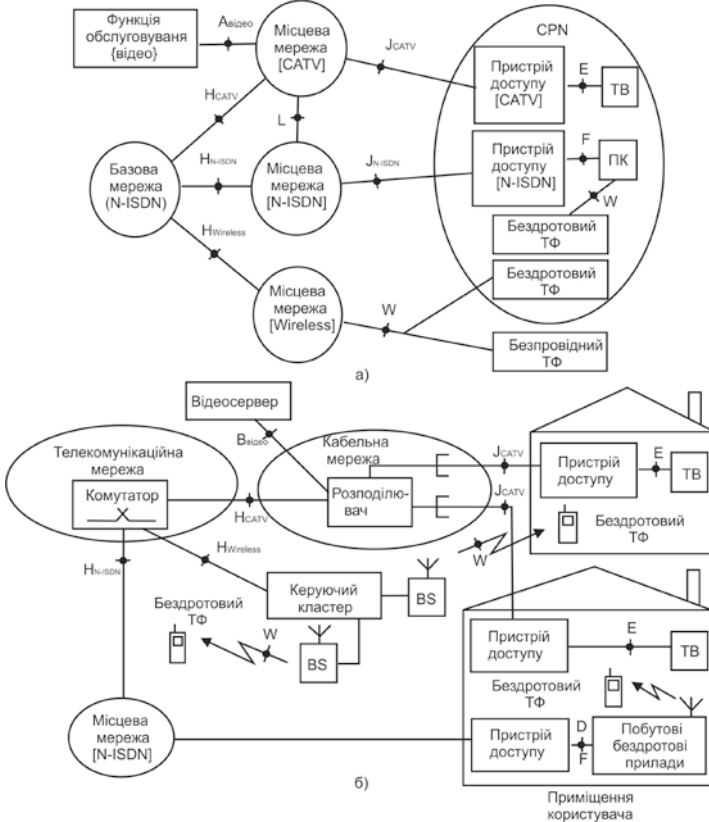 Функція
обслуговуваня
{відео}
Aвідео
Місцева
мережа
[CATV]
JCATV
CPN
Пристрій
доступу
[CATV]
E
ТВ
HCATV
L
Базова
мережа
(N-ISDN)
HN-ISDN
Місцева
мережа
[N-ISDN]
JN-ISDN
Пристрій
доступу
[N-ISDN]
F
ПК
W
Бездротовий
ТФ
HWireless
Бездротовий
ТФ
Місцева
мережа
[Wireless]
W
Безпровідний
ТФ
а)
Відеосервер
Bвідео
Телекомунікаційна
мережа
Комутатор
Кабельна
мережа
Розподілю-
вач
HCATV
JCATV
JCATV
Пристрій
доступу
E
ТВ
Бездротовий
ТФ
W
HN-ISDN
HWireless
Керуючий
кластер
BS
BS
Бездротовий
ТФ
W
Пристрій
доступу
E
ТВ
Бездротовий
ТФ
Місцева
мережа
[N-ISDN]
Пристрій
доступу
D
F
Побутові
бездротові
прилади
б)
Приміщення
користувача